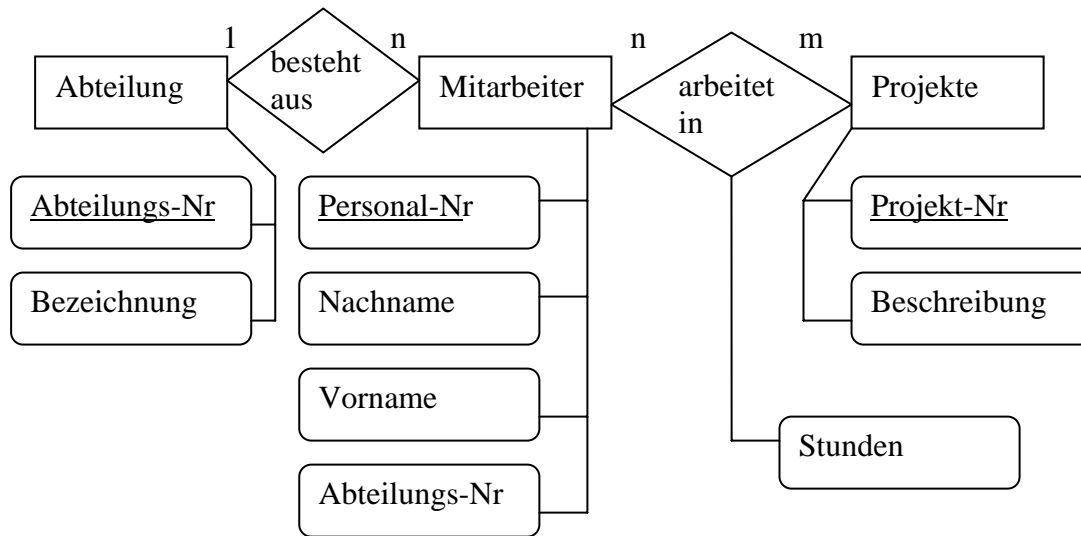 1
n
n
m
besteht
aus
Abteilung
Mitarbeiter
arbeitet
in
Projekte
Abteilungs-Nr
Personal-Nr
Projekt-Nr
Bezeichnung
Nachname
Beschreibung
Vorname
Stunden
Abteilungs-Nr